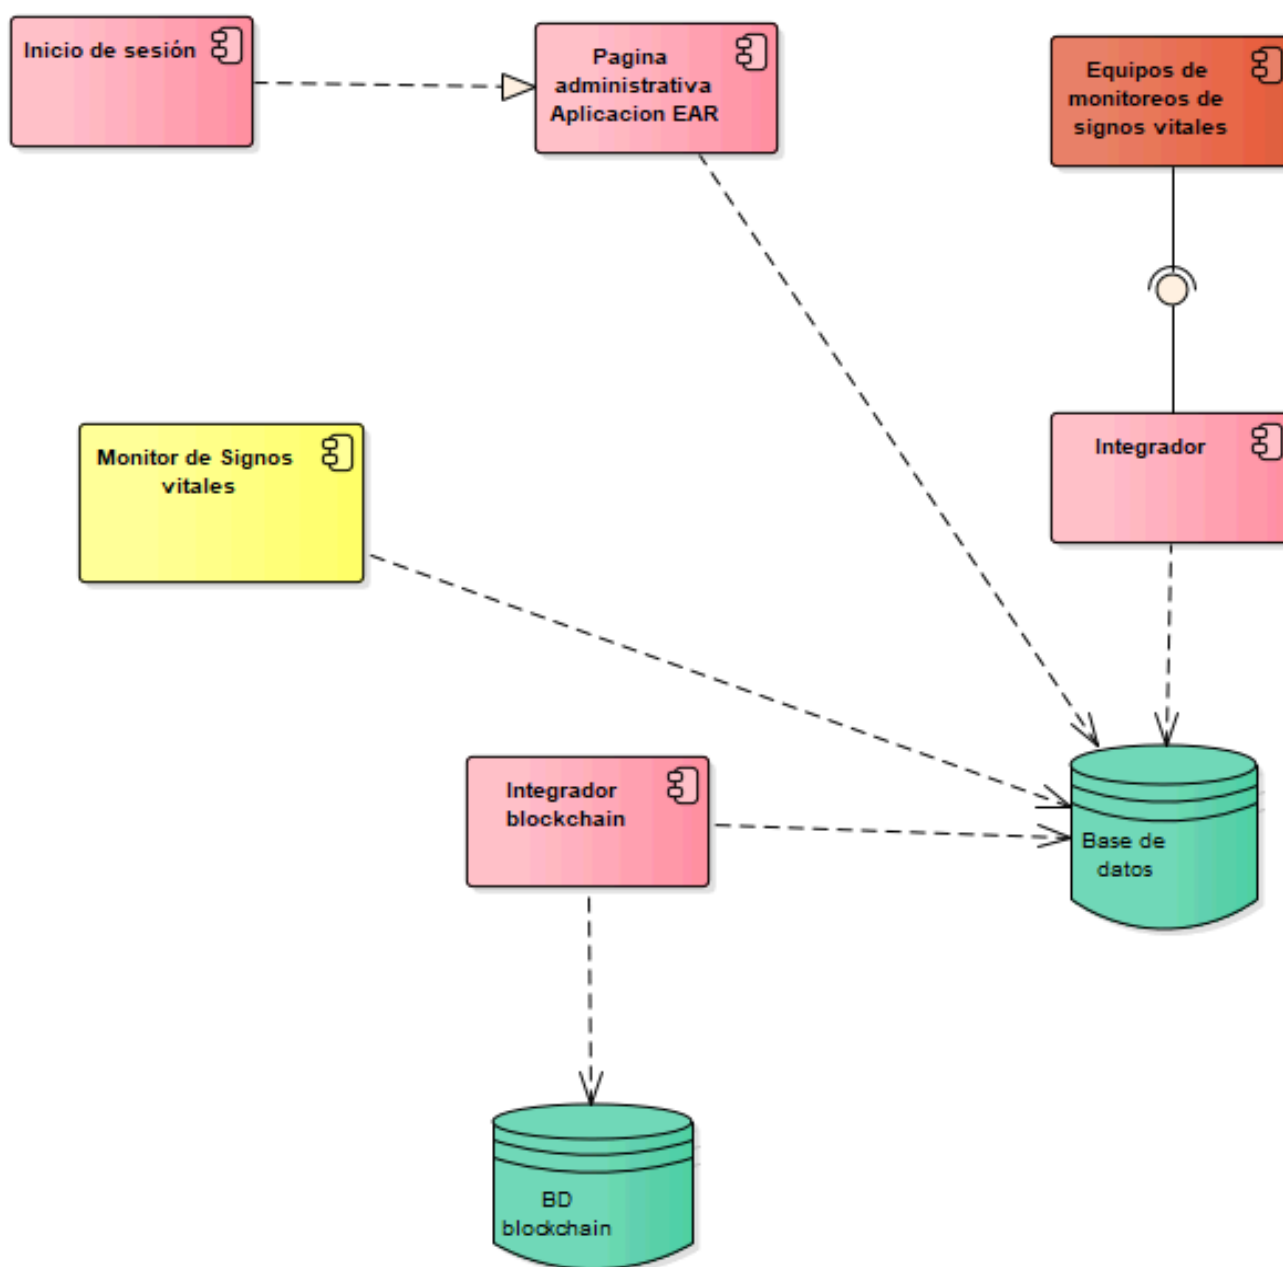 Inicio de sesión
Pagina
administrativa
Aplicacion EAR
Equipos de
monitoreos de
signos vitales
Monitor de Signos
vitales
Integrador
Integrador
blockchain
Base de
datos
BD
blockchain